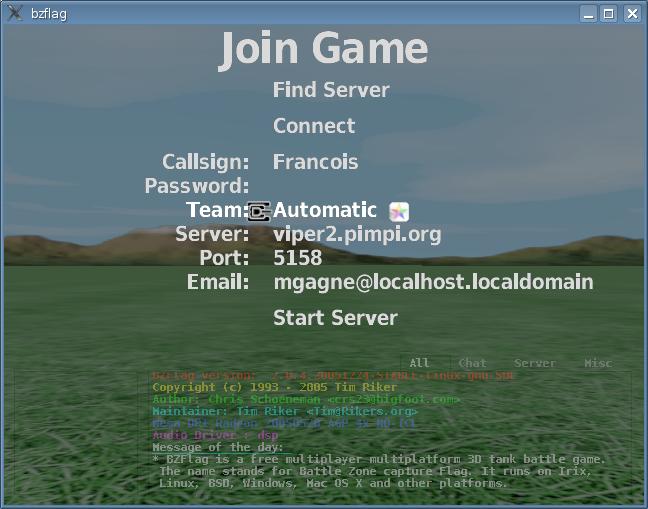 bzflag
Join Game
Find Server
Connect
Callsign: Francois
Password:
Team: Automatic
Server: viper2.pimpi.org
Port: 5158
Email: mgagne@localhost.localdomain
Start Server
All Chat Server Misc
BZFlag version: 2.0.4.20051224-STABLE-linux-gnu-SDL
Copyright (c) 1993 - 2005 Tim Riker
Author: Chris Schoeneman <crs23@bigfoot.com>
Maintainer: Tim Riker <Tim@Rikers.org>
Mesa DRI Radeon 20050528 AGP 4x NO-TCL
Audio Driver : dsp
Message of the day:
* BZFlag is a free multiplayer multiplatform 3D tank battle game.
The name stands for Battle Zone capture Flag. It runs on Irix,
Linux, BSD, Windows, Mac OS X and other platforms.